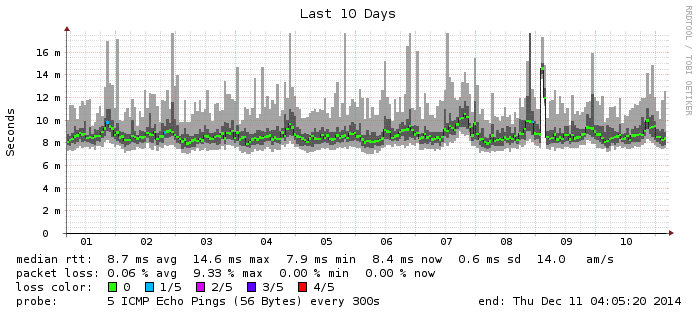 Last 10 Days
RRDTOOL / TOBI OETIKER
Seconds
16 m
14 m
12 m
10 m
8 m
6 m
4 m
2 m
0
01 02 03 04 05 06 07 08 09 10
median rtt: 8.7 ms avg 14.6 ms max 7.9 ms min 8.4 ms now 0.6 ms sd 14.0 am/s
packet loss: 0.06 % avg 9.33 % max 0.00 % min 0.00 % now
loss color: 0 1/5 2/5 3/5 4/5
probe: 5 ICMP Echo Pings (56 Bytes) every 300s end: Thu Dec 11 04:05:20 2014